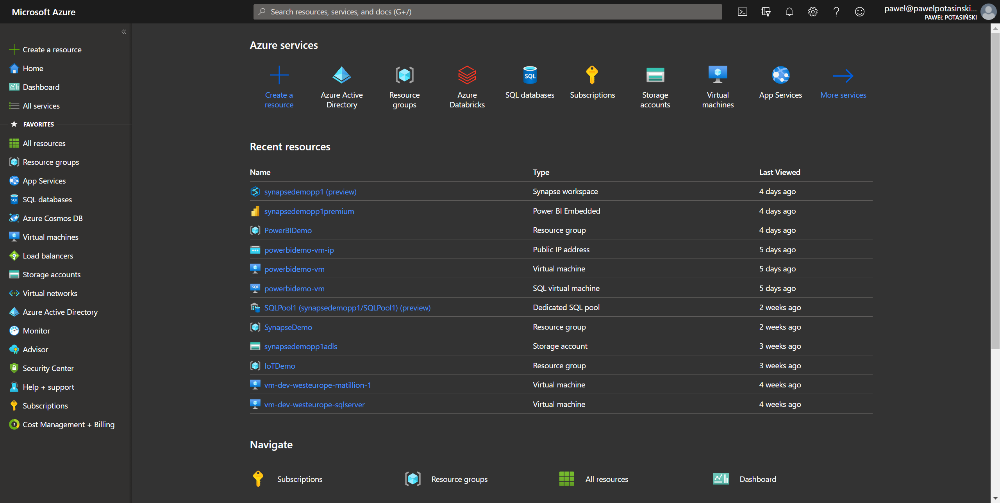 Microsoft Azure
Search resources, services, and docs (G+/)
pawel@pawelpotasinski...
PAWEŁ POTASIŃSKI
Create a resource
Home
Dashboard
All services
FAVORITES
All resources
Resource groups
App Services
SQL databases
Azure Cosmos DB
Virtual machines
Load balancers
Storage accounts
Virtual networks
Azure Active Directory
Monitor
Advisor
Security Center
Help + support
Subscriptions
Cost Management + Billing
Azure services
Create a
resource
Azure Active
Directory
Resource
groups
Azure
Databricks
SQL
SQL databases
Subscriptions
Storage
accounts
Virtual
machines
App Services
More services
Recent resources
Name Type Last Viewed
synapsedemopp1 (preview) Synapse workspace 4 days ago
synapsedemopp1premium Power BI Embedded 4 days ago
PowerBIDemo Resource group 4 days ago
powerbidemo-vm-ip Public IP address 5 days ago
powerbidemo-vm Virtual machine 5 days ago
SQL powerbidemo-vm SQL virtual machine 5 days ago
SQLPool1 (synapsedemopp1/SQLPool1) (preview) Dedicated SQL pool 2 weeks ago
SynapseDemo Resource group 2 weeks ago
synapsedemopp1adls Storage account 3 weeks ago
IoTDemo Resource group 3 weeks ago
vm-dev-westeurope-matillion-1 Virtual machine 4 weeks ago
vm-dev-westeurope-sqlserver Virtual machine 4 weeks ago
Navigate
Subscriptions Resource groups All resources Dashboard